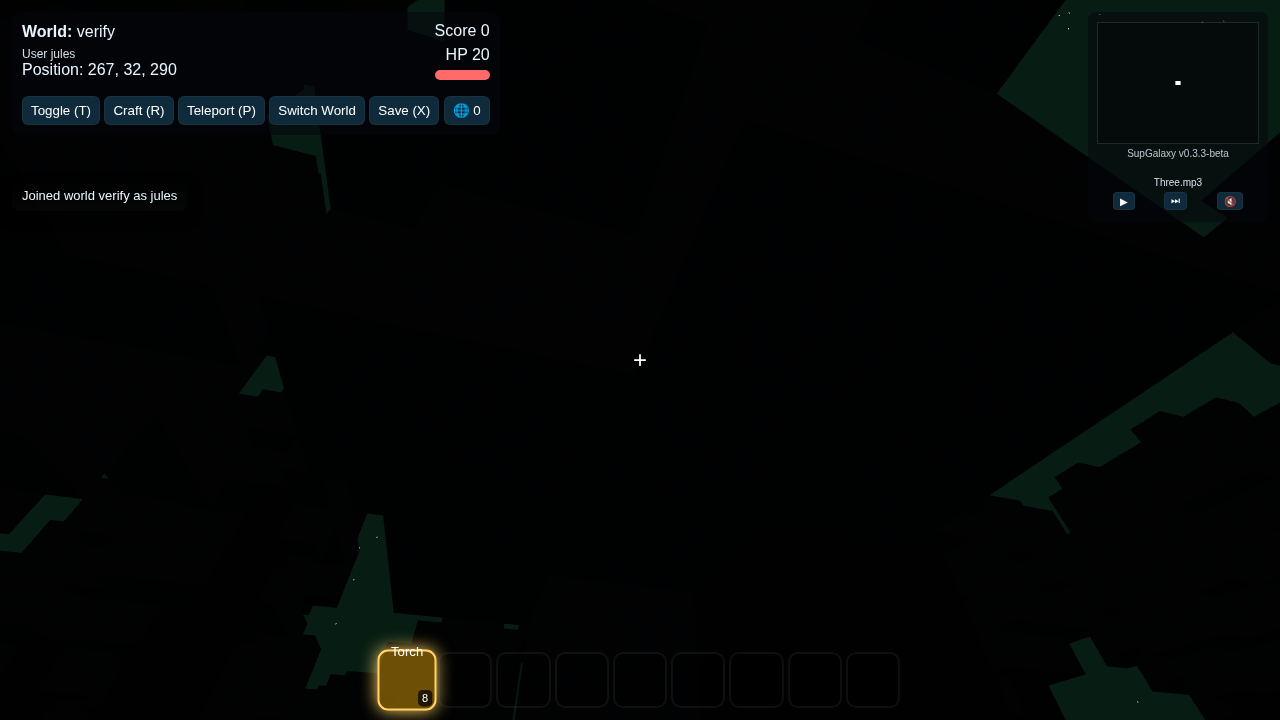 World: verify
User jules
Position: 267, 32, 290
Score 0
HP 20
Toggle (T) Craft (R) Teleport (P) Switch World Save (X) 🌐 0
Joined world verify as jules
SupGalaxy v0.3.3-beta
Three.mp3
Torch
8